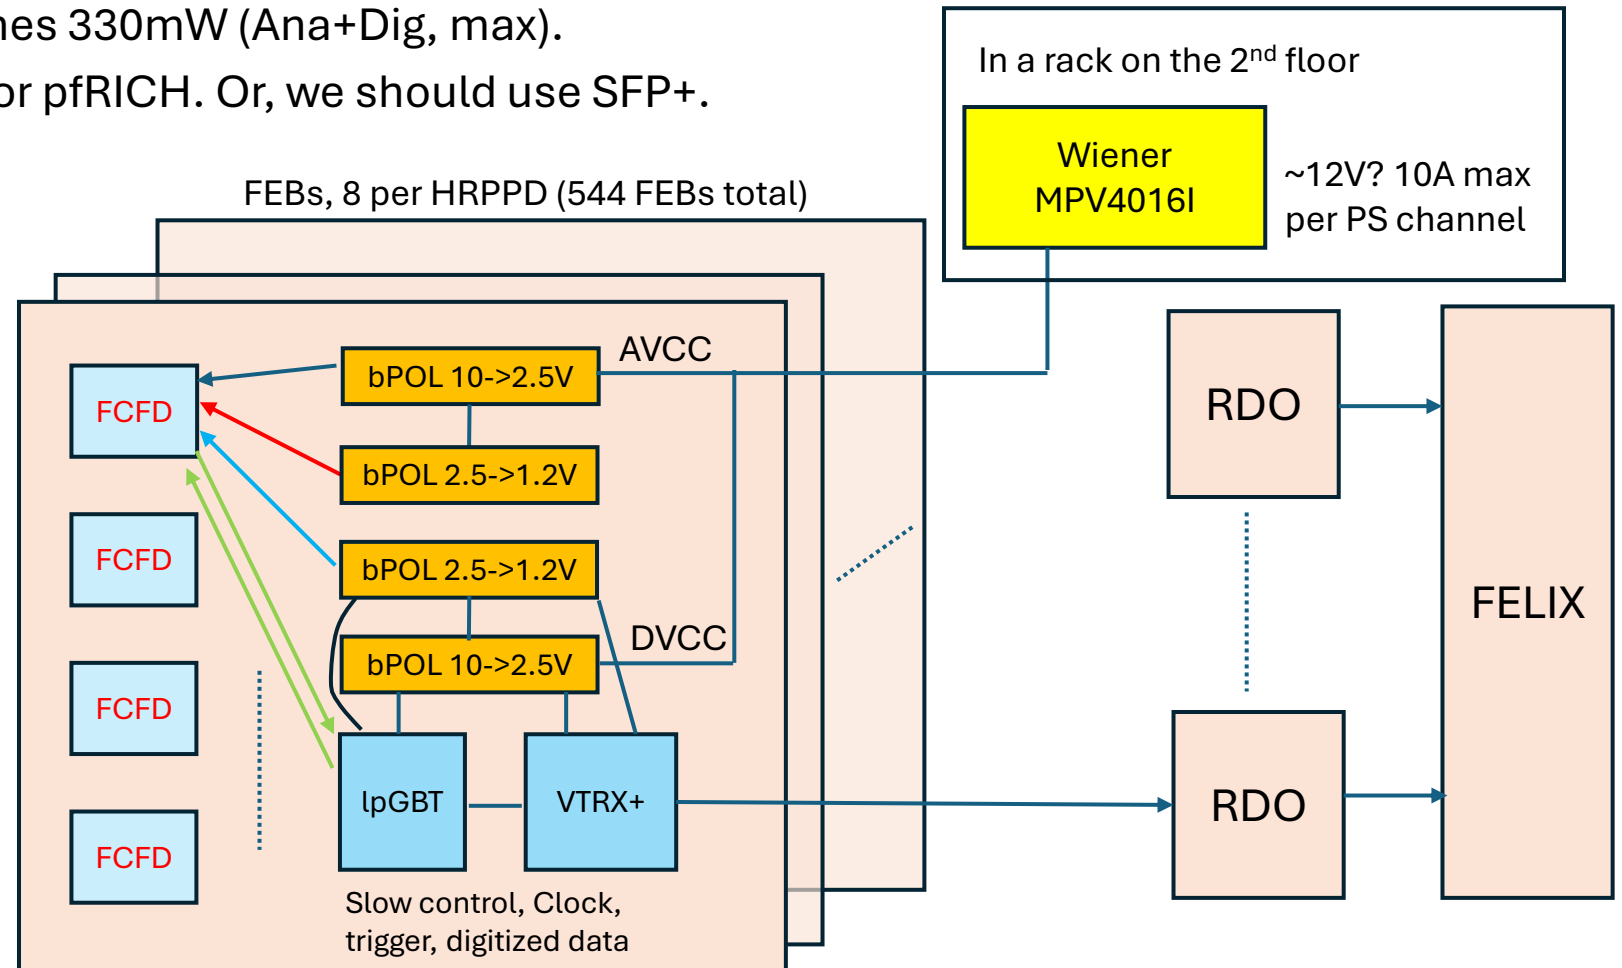 nes 330mW (Ana+Dig, max).
or pfRICH. Or, we should use SFP+.
In a rack on the 2nd floor
Wiener
MPV4016I
~12V? 10A max
per PS channel
FEBs, 8 per HRPPD (544 FEBs total)
AVCC
bPOL 10->2.5V
FCFD
bPOL 2.5->1.2V
FCFD
bPOL 2.5->1.2V
DVCC
bPOL 10->2.5V
FCFD
FCFD
lpGBT
VTRX+
Slow control, Clock,
trigger, digitized data
RDO
RDO
FELIX